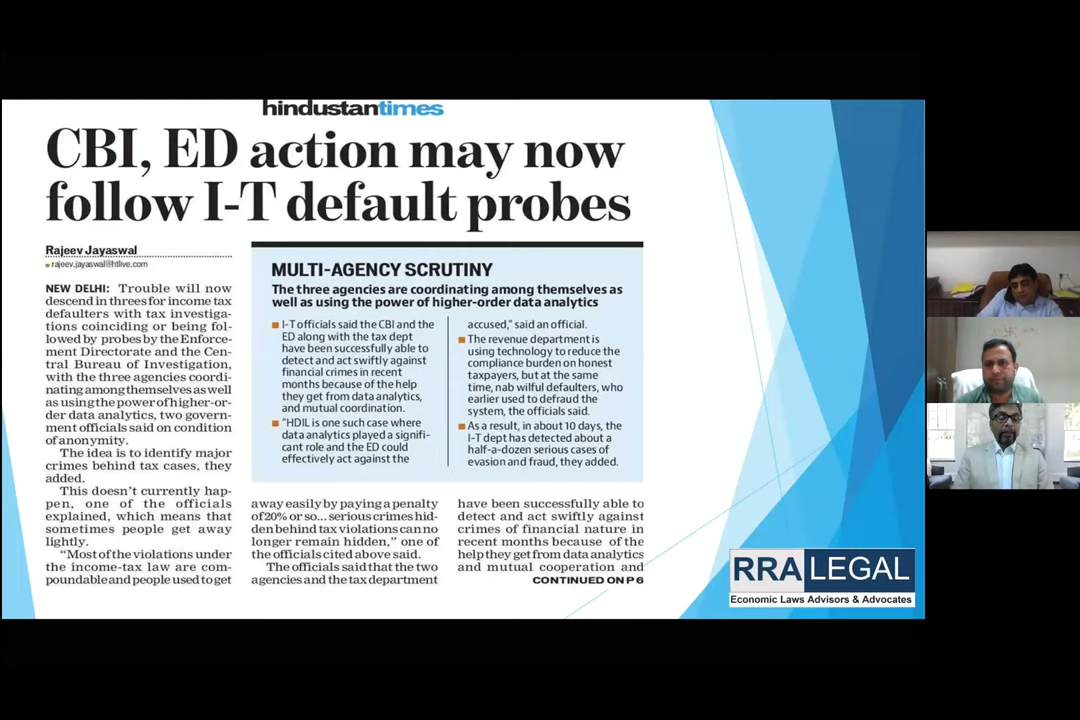 hindustantimes
CBI, ED action may now
follow I-T default probes
Rajeev Jayaswal
rajeev.jayaswal@htlive.com
NEW DELHI: Trouble will now
descend in threes for income tax
defaulters with tax investiga-
tions coinciding or being fol-
lowed by probes by the Enforce-
ment Directorate and the Cen-
tral Bureau of Investigation,
with the three agencies coordi-
nating among themselves as well
as using the power of higher-or-
der data analytics, two govern-
ment officials said on condition
of anonymity.
The idea is to identify major
crimes behind tax cases, they
added.
This doesn't currently hap-
pen, one of the officials
explained, which means that
sometimes people get away
lightly.
"Most of the violations under
the income-tax law are com-
poundable and people used to get
MULTI-AGENCY SCRUTINY
The three agencies are coordinating among themselves as
well as using the power of higher-order data analytics
I-T officials said the CBI and the
ED along with the tax dept
have been successfully able to
detect and act swiftly against
financial crimes in recent
months because of the help
they get from data analytics,
and mutual coordination.
"HDIL is one such case where
data analytics played a signifi-
cant role and the ED could
effectively act against the
accused," said an official.
The revenue department is
using technology to reduce the
compliance burden on honest
taxpayers, but at the same
time, nab wilful defaulters, who
earlier used to defraud the
system, the officials said.
As a result, in about 10 days, the
I-T dept has detected about a
half-a-dozen serious cases of
evasion and fraud, they added.
away easily by paying a penalty
of 20% or so... serious crimes hid-
den behind tax violations can no
longer remain hidden," one of
the officials cited above said.
The officials said that the two
agencies and the tax department
have been successfully able to
detect and act swiftly against
crimes of financial nature in
recent months because of the
help they get from data analytics
and mutual cooperation and
CONTINUED ON P 6
RRA LEGAL
Economic Laws Advisors & Advocates